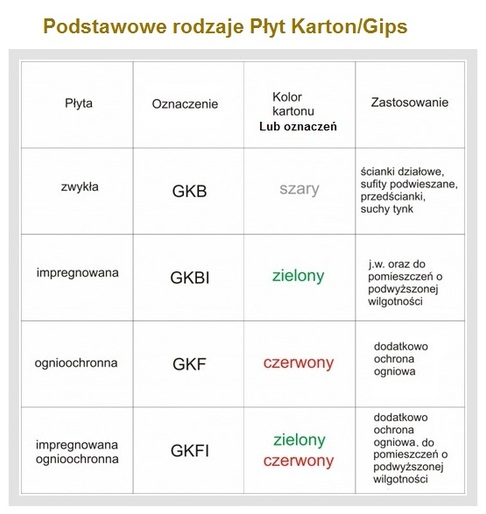 Podstawowe rodzaje Płyt Karton/Gips
Płyta
Oznaczenie
Kolor
kartonu
Lub oznaczeń
Zastosowanie
zwykła
GKB
szary
ścianki działowe,
sufity podwieszane,
przedścianki,
suchy tynk
impregnowana
GKBI
zielony
j.w. oraz do
pomieszczeń o
podwyższonej
wilgotności
ognioochronna
GKF
czerwony
dodatkowo
ochrona
ogniowa
impregnowana
ognioochronna
GKFI
zielony
czerwony
dodatkowo
ochrona
ogniowa, do
pomieszczeń o
podwyższonej
wilgotności